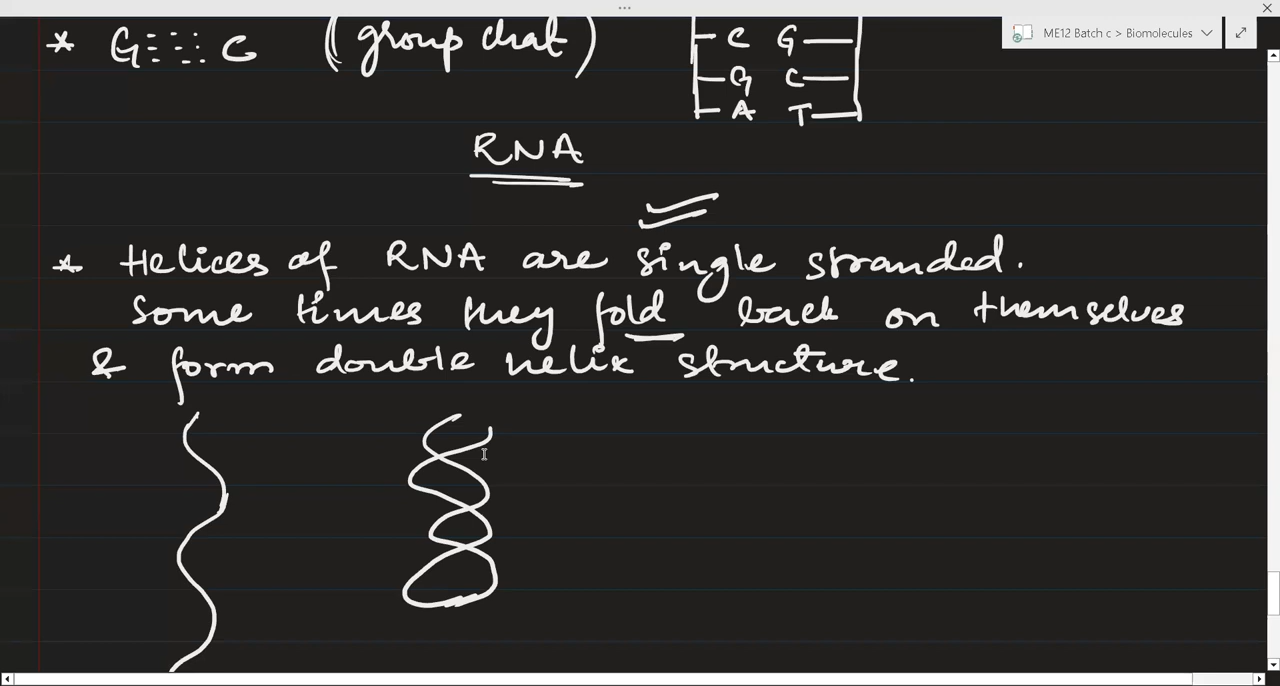 ME12 Batch c > Biomolecules
* G ⋮⋮⋮ C (group chat)
C G
G C
A T
RNA
* Helices of RNA are single stranded.
Some times they fold back on themselves
& form double helix structure.